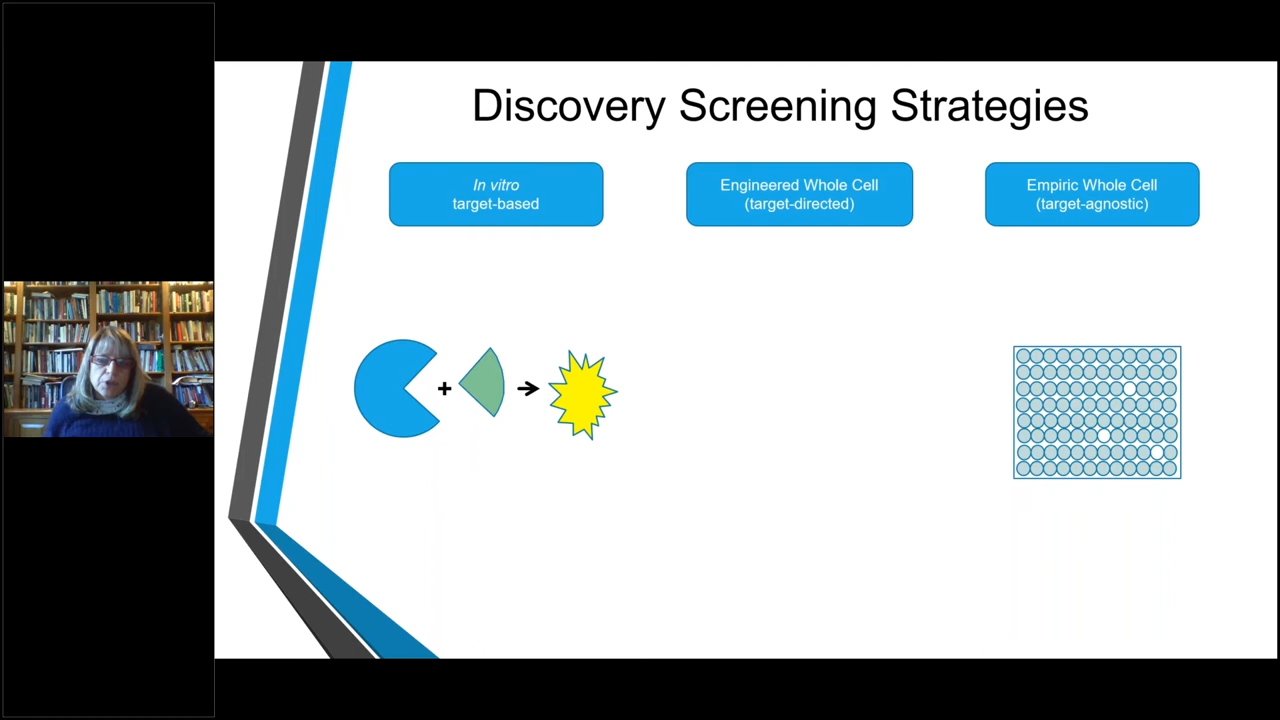 Discovery Screening Strategies
In vitro
target-based
Engineered Whole Cell
(target-directed)
Empiric Whole Cell
(target-agnostic)
+